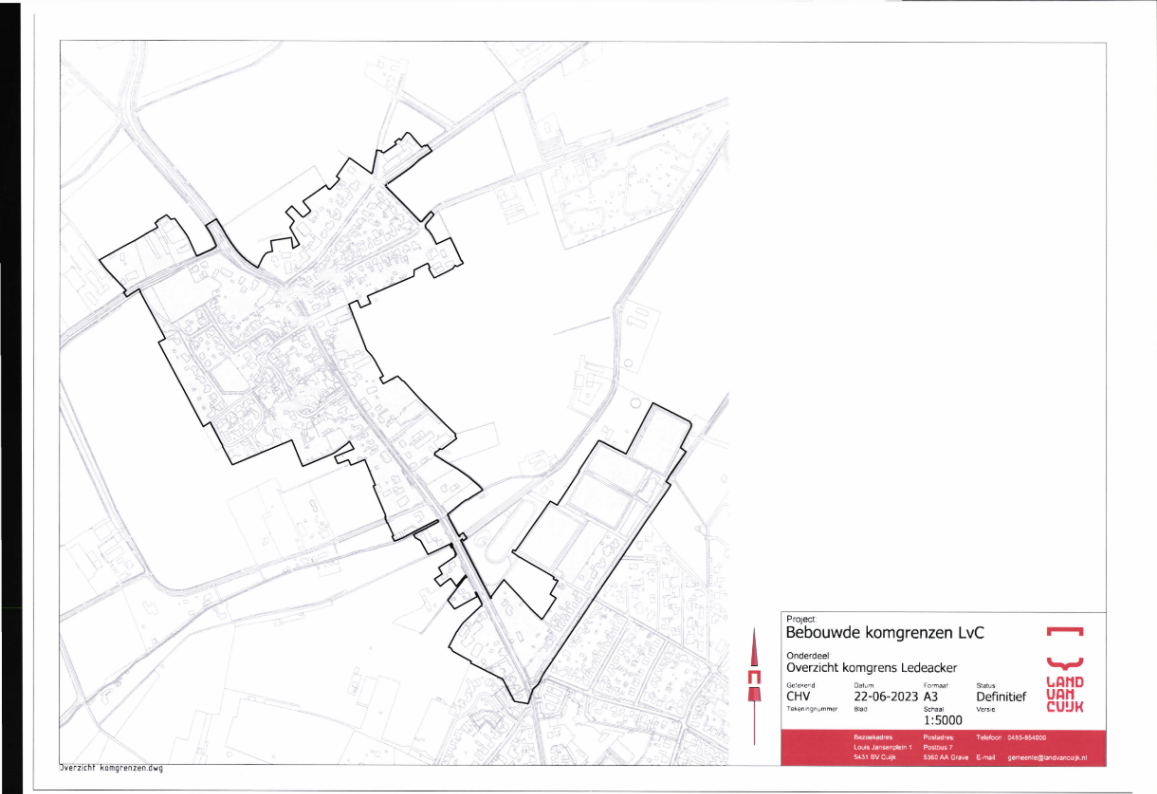 Project:
Bebouwde komgrenzen LvC
Onderdeel:
Overzicht komgrens Ledeacker
Getekend Datum Formaat Status
CHV 22-06-2023 A3 Definitief
Tekeningnummer Blad Schaal Versie
1:5000
LAND
VAN
CUIJK
Bezoekadres Postadres Telefoon 0485-854000
Louis Jansenplein 1 Postbus 7
5431 BV Cuijk 5360 AA Grave E-mail gemeente@landvancuijk.nl
n
Overzicht komgrenzen.dwg